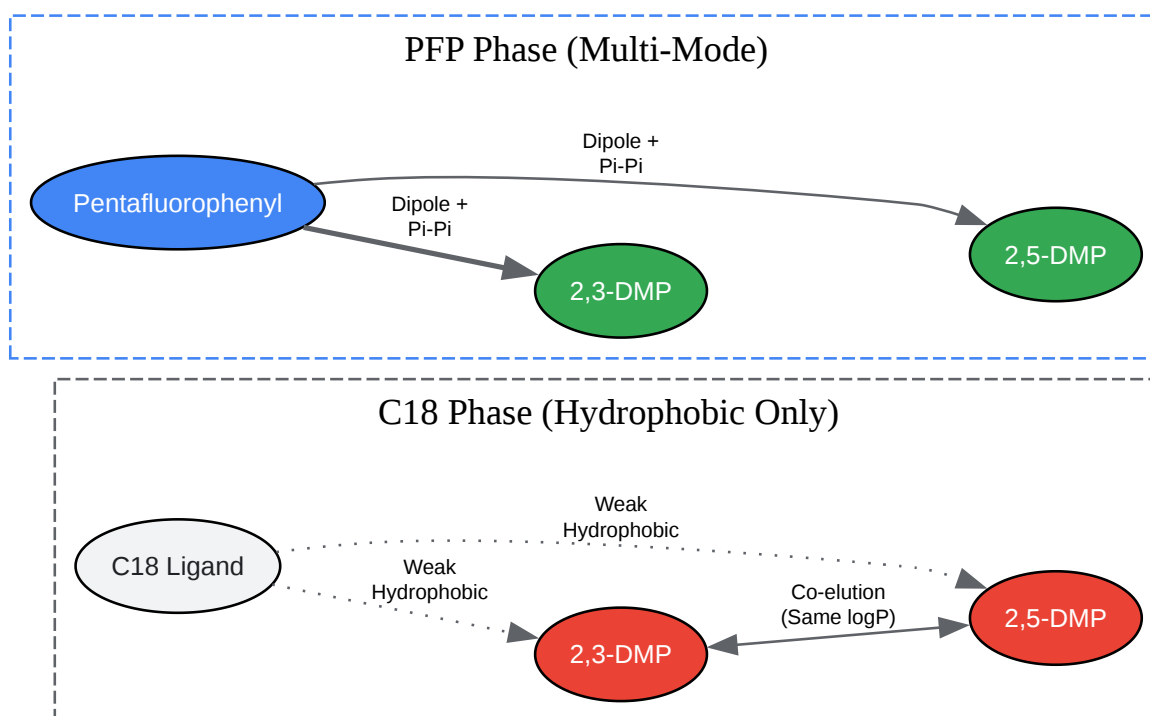 PFP Phase (Multi-Mode)
Dipole +
Pi-Pi
Pentafluorophenyl
Dipole +
Pi-Pi
2,5-DMP
2,3-DMP
C18 Phase (Hydrophobic Only)
Weak
Hydrophobic
C18 Ligand
Weak
Hydrophobic
Co-elution
(Same logP)
2,5-DMP
2,3-DMP